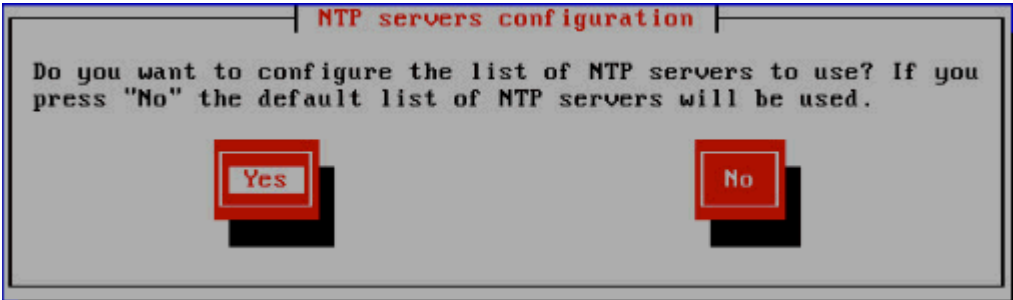 NTP servers configuration
Do you want to configure the list of NTP servers to use? If you
press "No" the default list of NTP servers will be used.
Yes No